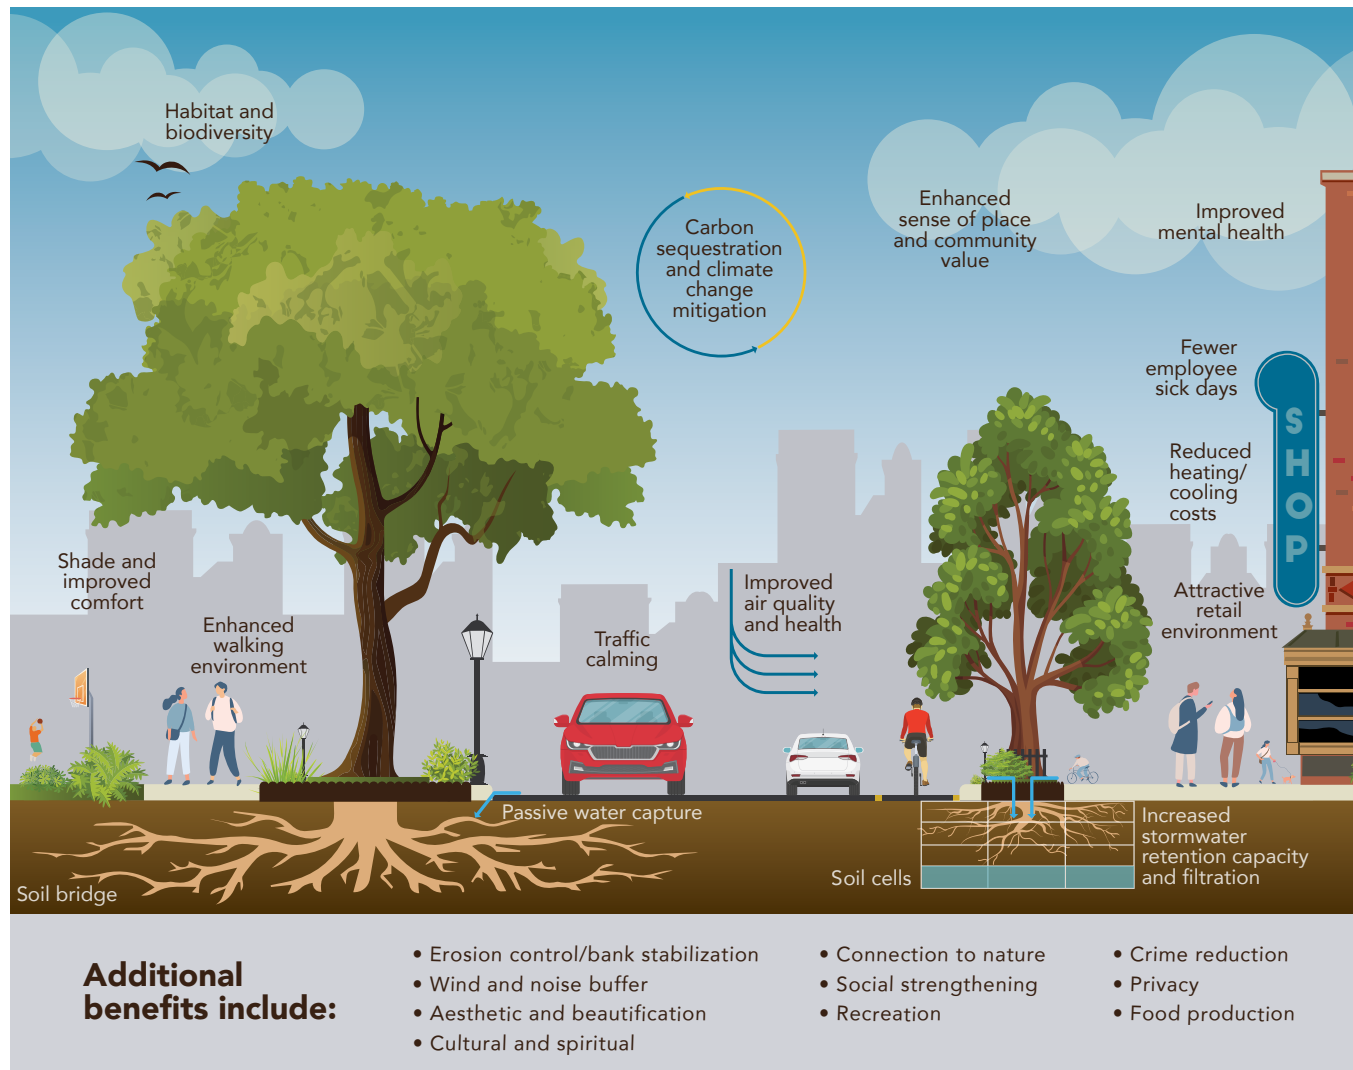 Habitat and
biodiversity
Carbon
sequestration
and climate
change
mitigation
Enhanced
sense of place
and community
value
Improved
mental health
Fewer
employee
sick days
Reduced
heating/
cooling
costs
SHOP
Shade and
improved
comfort
Enhanced
walking
environment
Traffic
calming
Improved
air quality
and health
Attractive
retail
environment
Passive water capture
Soil bridge
Soil cells
Increased
stormwater
retention capacity
and filtration
Additional
benefits include:
• Erosion control/bank stabilization
• Wind and noise buffer
• Aesthetic and beautification
• Cultural and spiritual
• Connection to nature
• Social strengthening
• Recreation
• Crime reduction
• Privacy
• Food production